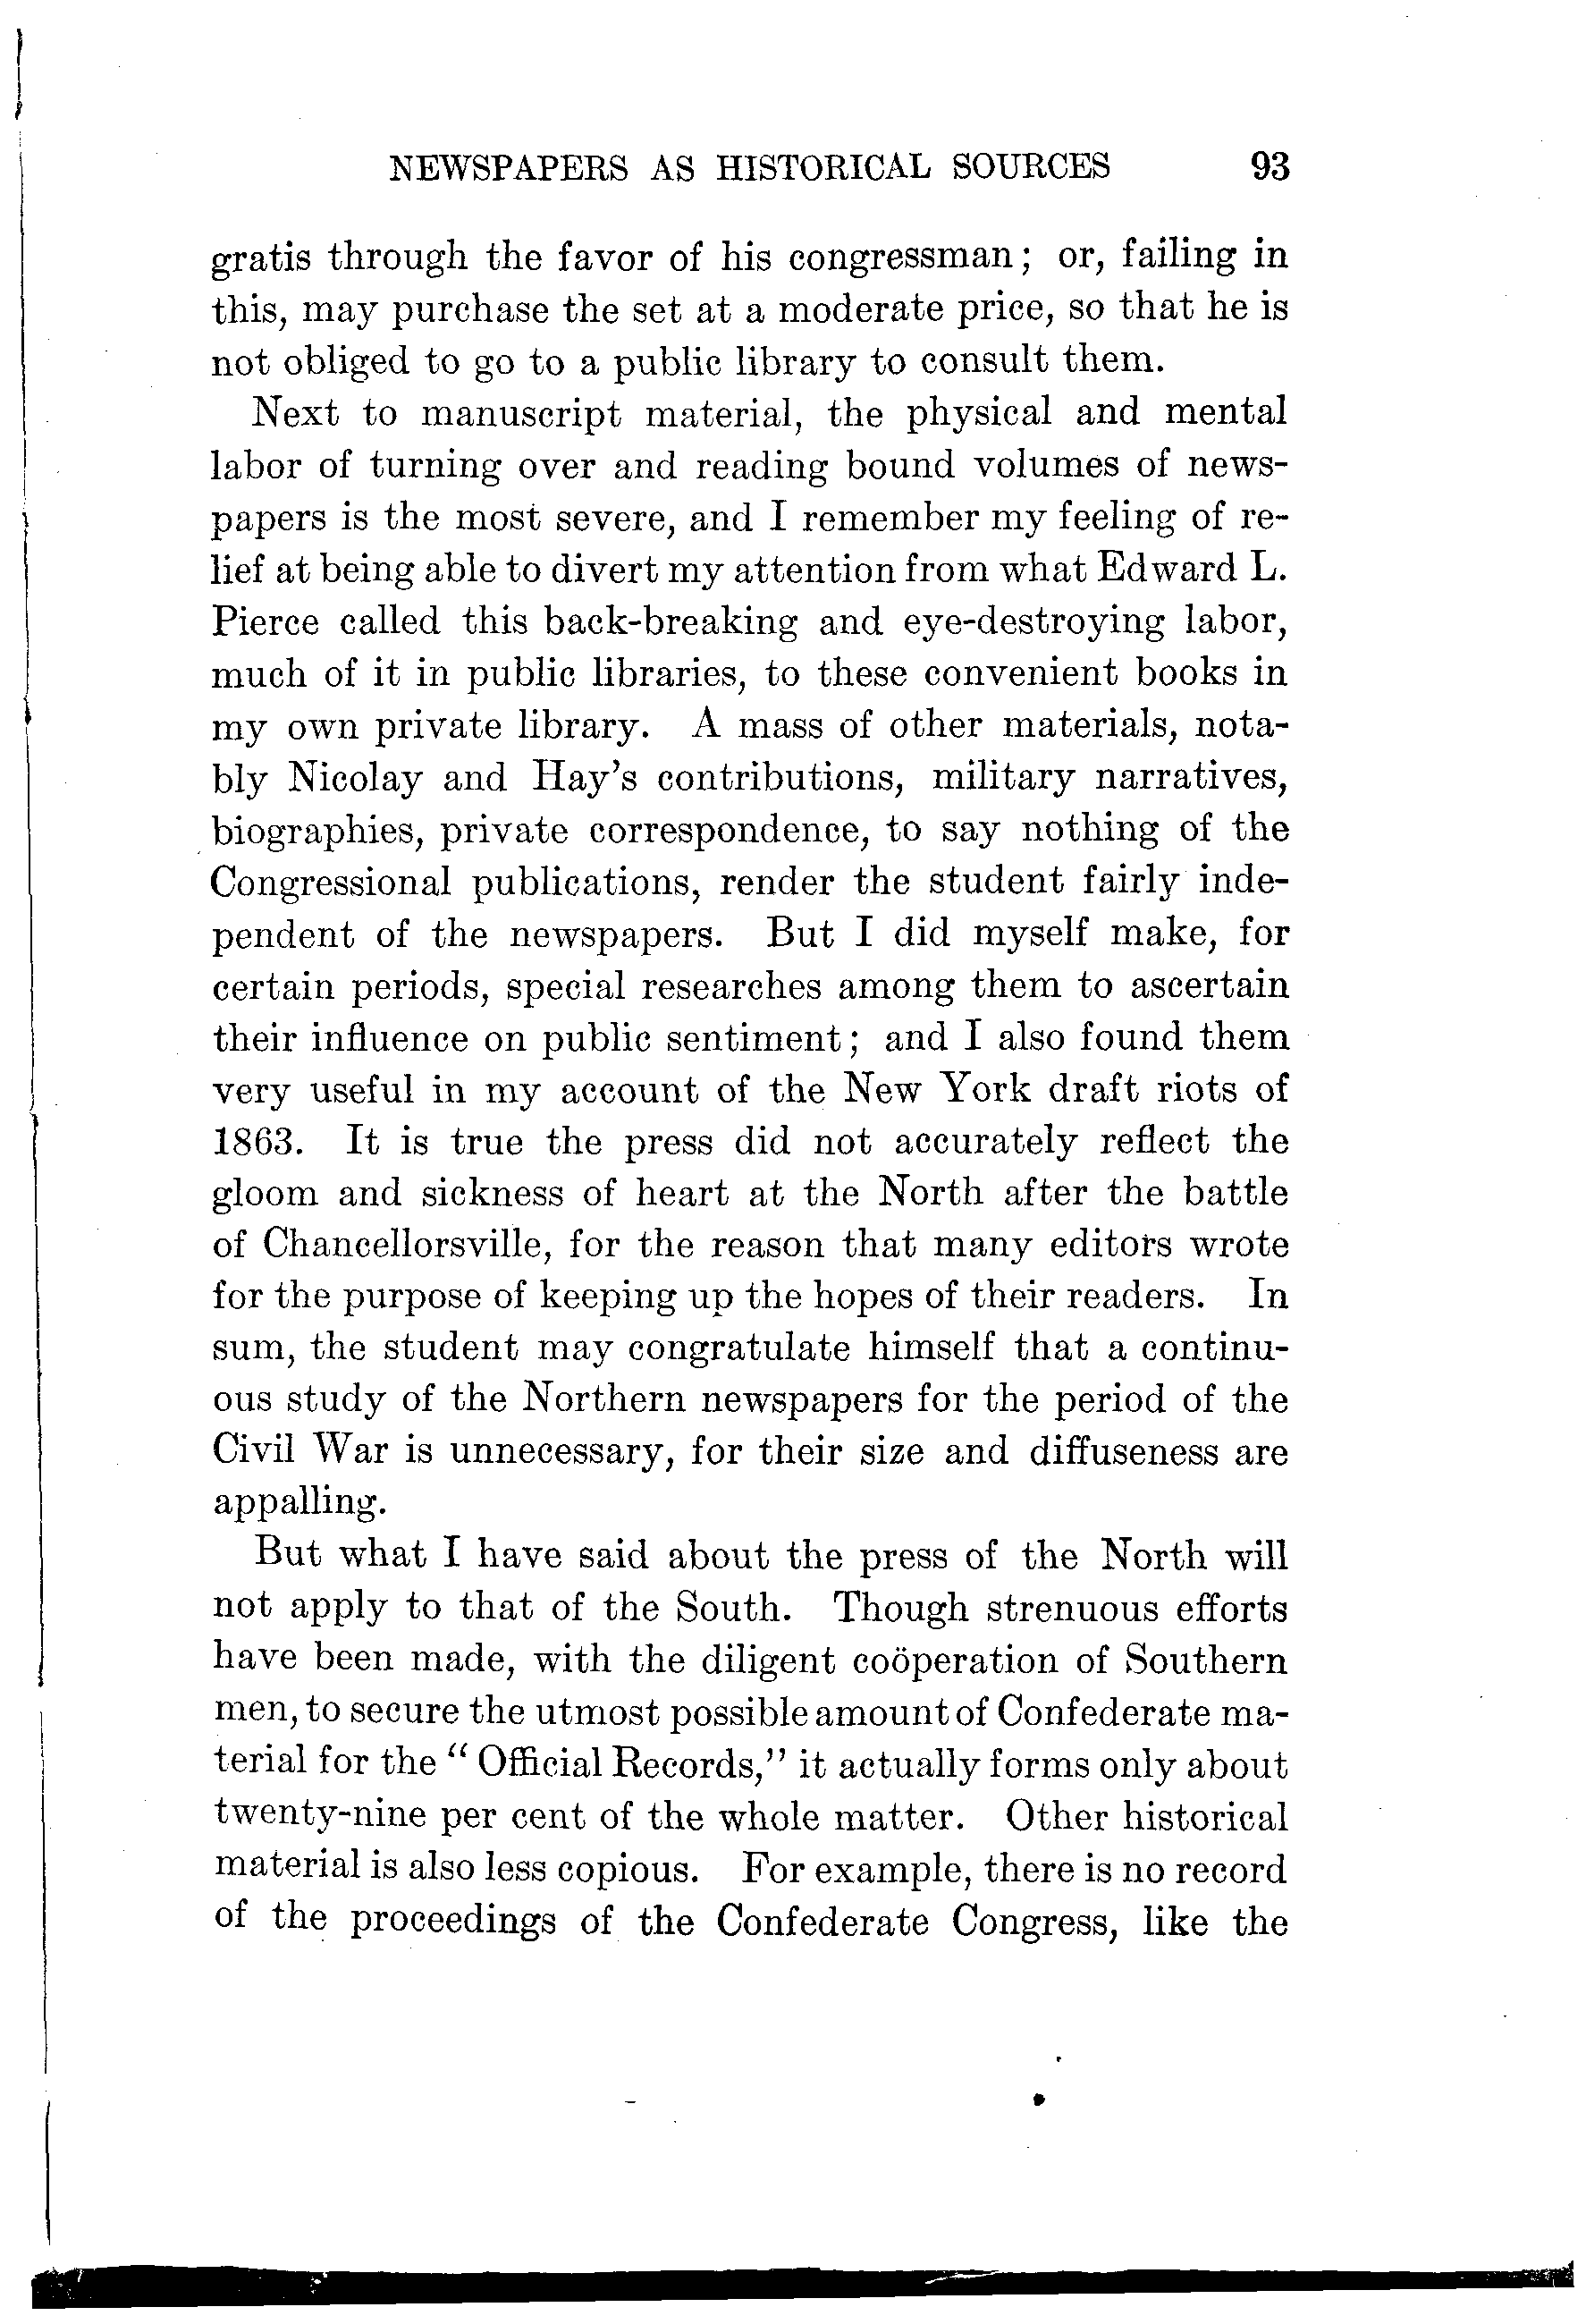 NEWSPAPERS AS HISTORICAL SOURCES 93
gratis through the favor of his congressman; or, failing in
this, may purchase the set at a moderate price, so that he is
not obliged to go to a public library to consult them.
Next to manuscript material, the physical and mental
labor of turning over and reading bound volumes of news-
papers is the most severe, and I remember my feeling of re-
lief at being able to divert my attention from what Edward L.
Pierce called this back-breaking and eye-destroying labor,
much of it in public libraries, to these convenient books in
my own private library. A mass of other materials, nota-
bly Nicolay and Hay's contributions, military narratives,
biographies, private correspondence, to say nothing of the
Congressional publications, render the student fairly inde-
pendent of the newspapers. But I did myself make, for
certain periods, special researches among them to ascertain
their influence on public sentiment; and I also found them
very useful in my account of the New York draft riots of
1863. It is true the press did not accurately reflect the
gloom and sickness of heart at the North after the battle
of Chancellorsville, for the reason that many editors wrote
for the purpose of keeping up the hopes of their readers. In
sum, the student may congratulate himself that a continu-
ous study of the Northern newspapers for the period of the
Civil War is unnecessary, for their size and diffuseness are
appalling.
But what I have said about the press of the North will
not apply to that of the South. Though strenuous efforts
have been made, with the diligent coöperation of Southern
men, to secure the utmost possible amount of Confederate ma-
terial for the "Official Records," it actually forms only about
twenty-nine per cent of the whole matter. Other historical
material is also less copious. For example, there is no record
of the proceedings of the Confederate Congress, like the